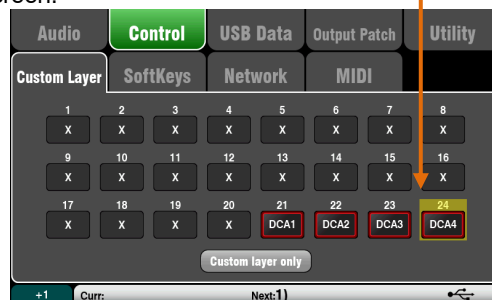 screen.
Audio Control USB Data Output Patch Utility
Custom Layer SoftKeys Network MIDI
1 2 3 4 5 6 7 8
X X X X X X X X
9 10 11 12 13 14 15 16
X X X X X X X X
17 18 19 20 21 22 23 24
X X X X DCA1 DCA2 DCA3 DCA4
Custom layer only
+1 Curr: Next:1)